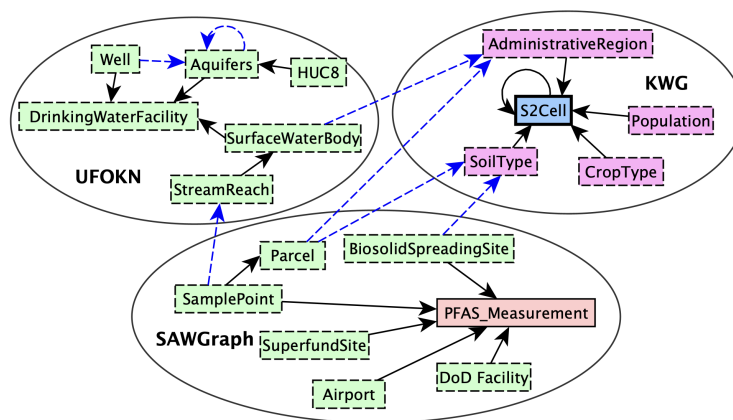 AdministrativeRegion
Well
Aquifers
HUC8
KWG
S2Cell
DrinkingWaterFacility
Population
SurfaceWaterBody
UFOKN
SoilType
CropType
StreamReach
Parcel
BiosolidSpreadingSite
SamplePoint
PFAS_Measurement
SAWGraph
SuperfundSite
DoD Facility
Airport